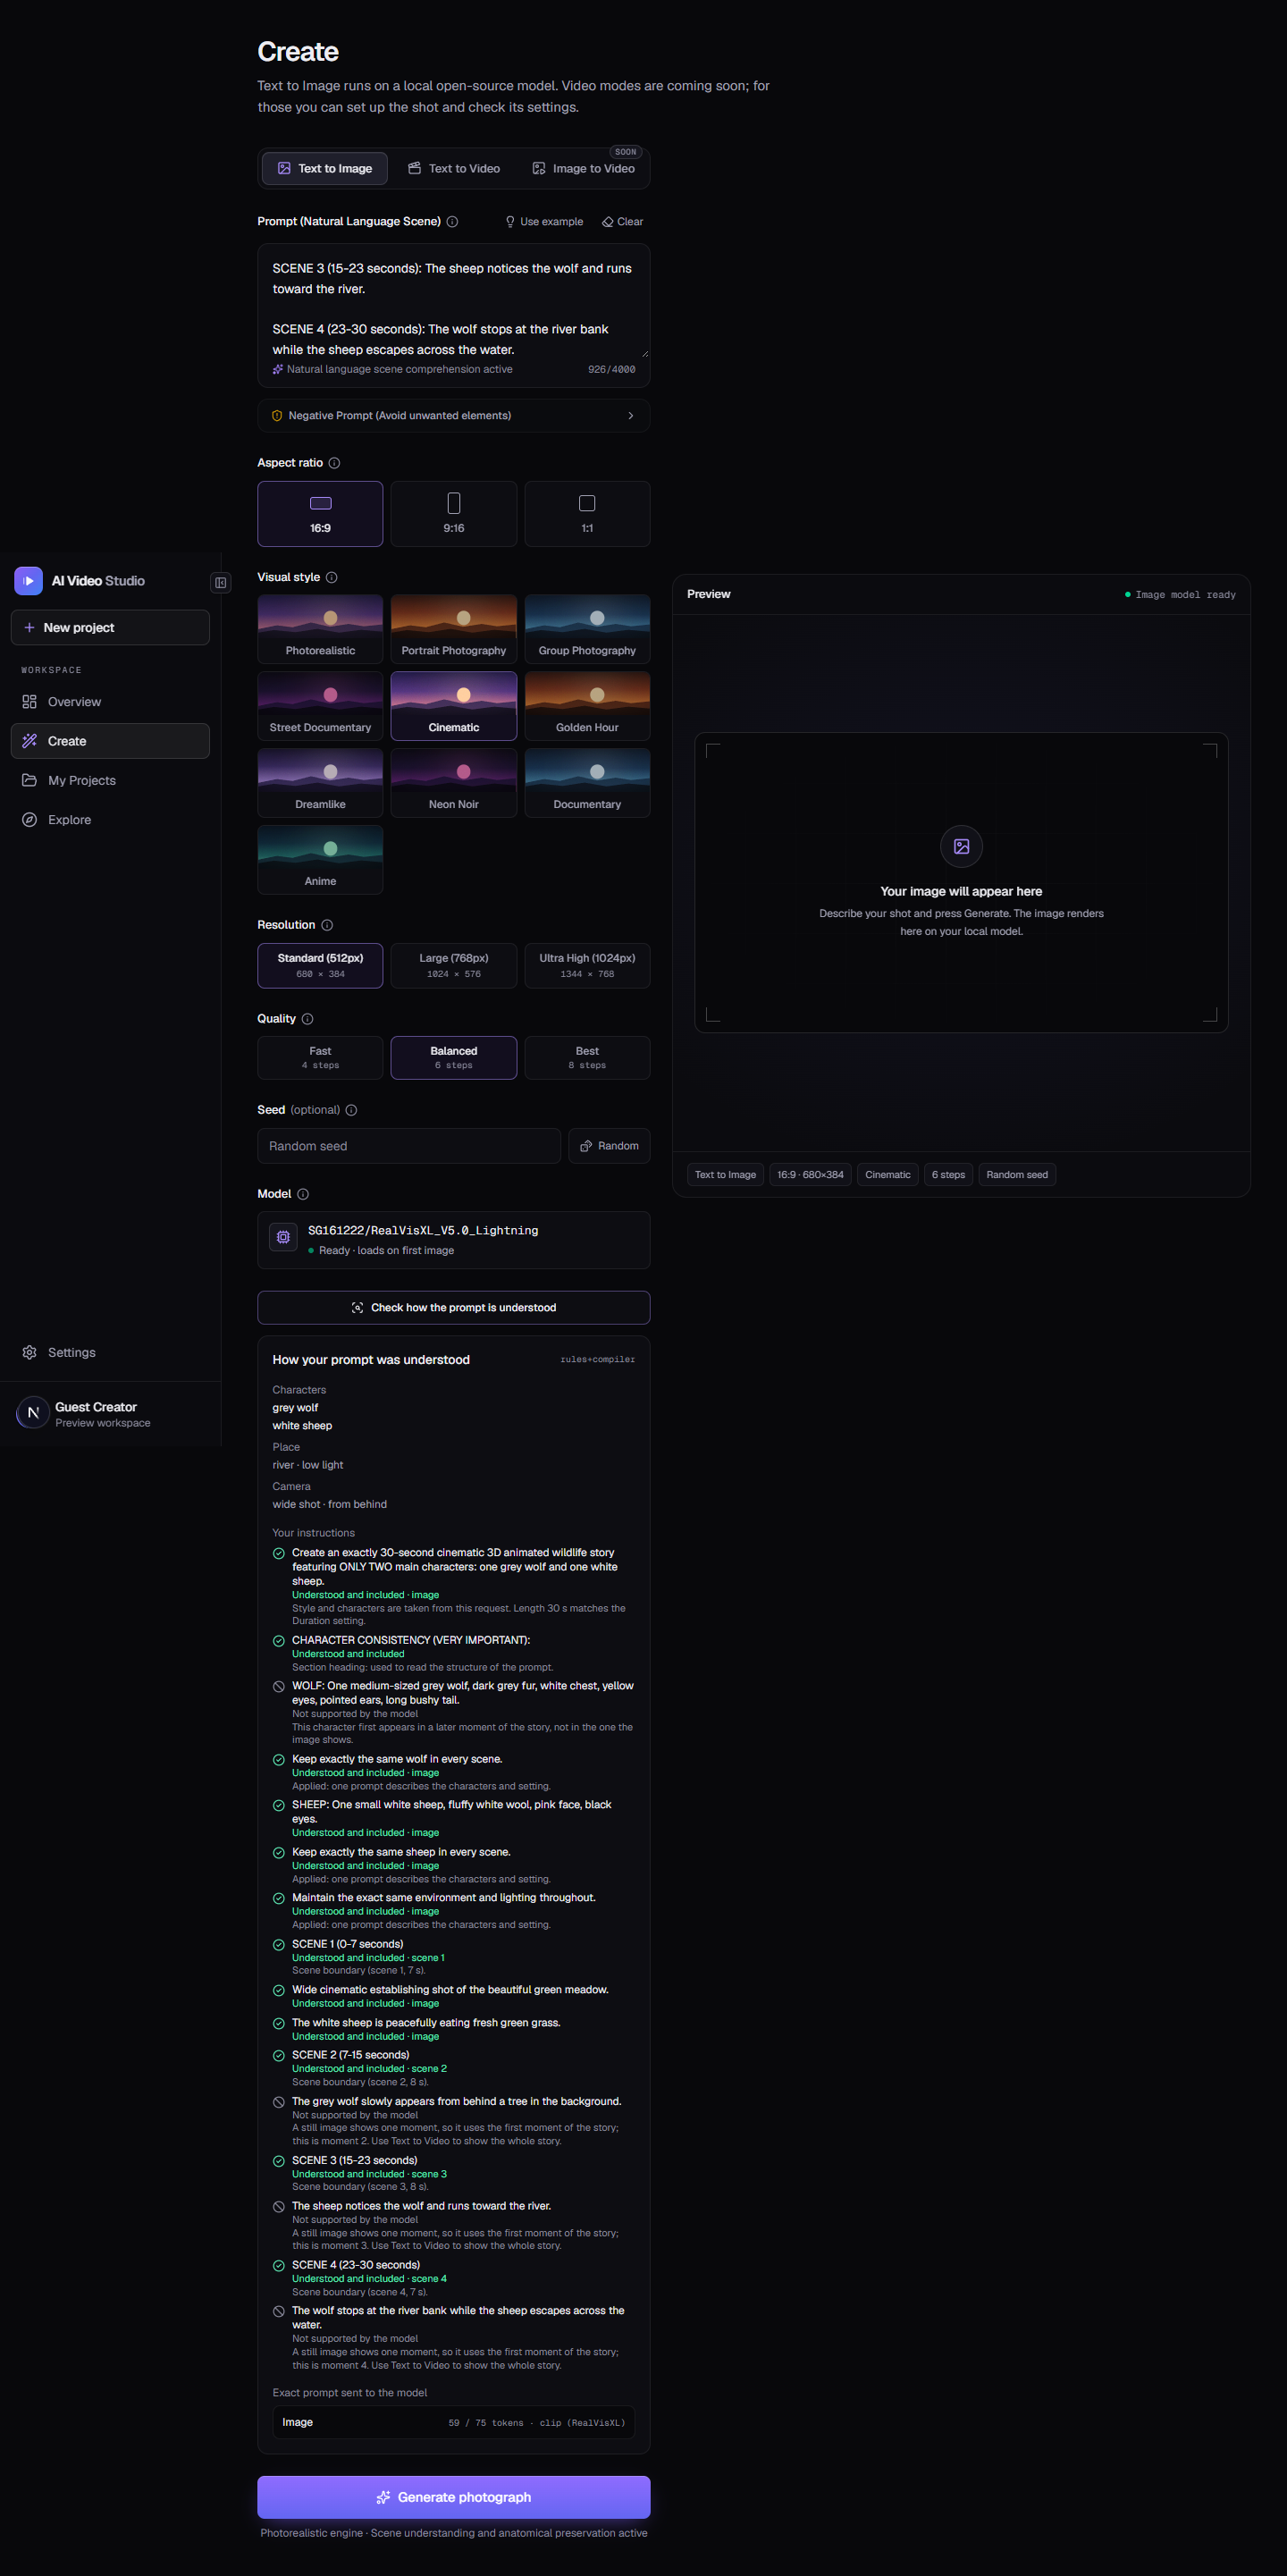 Create
Text to Image runs on a local open-source model. Video modes are coming soon; for
those you can set up the shot and check its settings.
Text to Image
Text to Video
SOON
Image to Video
Prompt (Natural Language Scene)
Use example
Clear
SCENE 3 (15-23 seconds): The sheep notices the wolf and runs
toward the river.
SCENE 4 (23-30 seconds): The wolf stops at the river bank
while the sheep escapes across the water.
Natural language scene comprehension active
926/4000
Negative Prompt (Avoid unwanted elements)
Aspect ratio
16:9
9:16
1:1
AI Video Studio
New project
WORKSPACE
Overview
Create
My Projects
Explore
Settings
Guest Creator
Preview workspace
Visual style
Photorealistic
Portrait Photography
Group Photography
Street Documentary
Cinematic
Golden Hour
Dreamlike
Neon Noir
Documentary
Anime
Resolution
Standard (512px)
680 × 384
Large (768px)
1024 × 576
Ultra High (1024px)
1344 × 768
Quality
Fast
4 steps
Balanced
6 steps
Best
8 steps
Seed (optional)
Random seed
Random
Model
SG161222/RealVisXL_V5.0_Lightning
Ready · loads on first image
Check how the prompt is understood
How your prompt was understood
rules+compiler
Characters
grey wolf
white sheep
Place
river · low light
Camera
wide shot · from behind
Your instructions
Create an exactly 30-second cinematic 3D animated wildlife story
featuring ONLY TWO main characters: one grey wolf and one white
sheep.
Understood and included · image
Style and characters are taken from this request. Length 30 s matches the
Duration setting.
CHARACTER CONSISTENCY (VERY IMPORTANT):
Understood and included
Section heading: used to read the structure of the prompt.
WOLF: One medium-sized grey wolf, dark grey fur, white chest, yellow
eyes, pointed ears, long bushy tail.
Not supported by the model
This character first appears in a later moment of the story, not in the one the
image shows.
Keep exactly the same wolf in every scene.
Understood and included · image
Applied: one prompt describes the characters and setting.
SHEEP: One small white sheep, fluffy white wool, pink face, black
eyes.
Understood and included · image
Keep exactly the same sheep in every scene.
Understood and included · image
Applied: one prompt describes the characters and setting.
Maintain the exact same environment and lighting throughout.
Understood and included · image
Applied: one prompt describes the characters and setting.
SCENE 1 (0-7 seconds)
Understood and included · scene 1
Scene boundary (scene 1, 7 s).
Wide cinematic establishing shot of the beautiful green meadow.
Understood and included · image
The white sheep is peacefully eating fresh green grass.
Understood and included · image
SCENE 2 (7-15 seconds)
Understood and included · scene 2
Scene boundary (scene 2, 8 s).
The grey wolf slowly appears from behind a tree in the background.
Not supported by the model
A still image shows one moment, so it uses the first moment of the story;
this is moment 2. Use Text to Video to show the whole story.
SCENE 3 (15-23 seconds)
Understood and included · scene 3
Scene boundary (scene 3, 8 s).
The sheep notices the wolf and runs toward the river.
Not supported by the model
A still image shows one moment, so it uses the first moment of the story;
this is moment 3. Use Text to Video to show the whole story.
SCENE 4 (23-30 seconds)
Understood and included · scene 4
Scene boundary (scene 4, 7 s).
The wolf stops at the river bank while the sheep escapes across the
water.
Not supported by the model
A still image shows one moment, so it uses the first moment of the story;
this is moment 4. Use Text to Video to show the whole story.
Exact prompt sent to the model
Image
59 / 75 tokens · clip (RealVisXL)
Generate photograph
Photorealistic engine · Scene understanding and anatomical preservation active
Preview
Image model ready
Your image will appear here
Describe your shot and press Generate. The image renders
here on your local model.
Text to Image
16:9 · 680×384
Cinematic
6 steps
Random seed